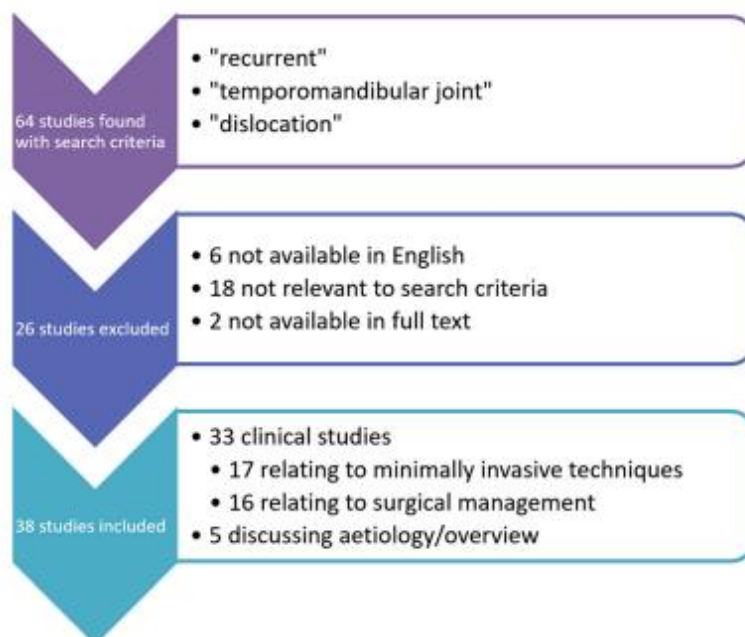 64 studies found
with search criteria
• "recurrent"
• "temporomandibular joint"
• "dislocation"
26 studies excluded
• 6 not available in English
• 18 not relevant to search criteria
• 2 not available in full text
38 studies included
• 33 clinical studies
• 17 relating to minimally invasive techniques
• 16 relating to surgical management
• 5 discussing aetiology/overview